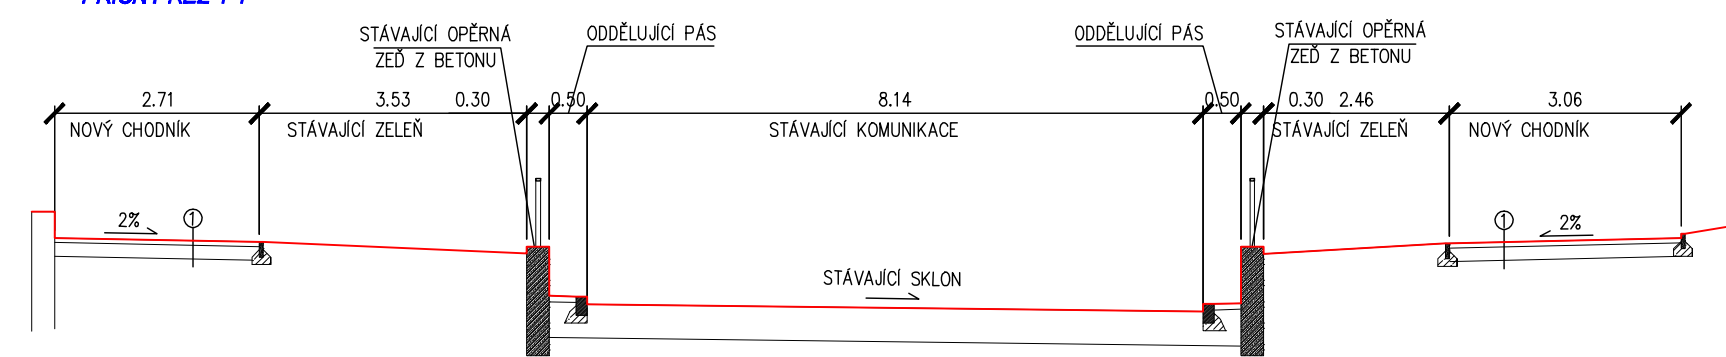 STÁVAJÍCÍ OPĚRNÁ
ZEĎ Z BETONU
ODDĚLUJÍCÍ PÁS
ODDĚLUJÍCÍ PÁS
STÁVAJÍCÍ OPĚRNÁ
ZEĎ Z BETONU
2.71 3.53 0.30 0.50 8.14 0.50 0.30 2.46 3.06
NOVÝ CHODNÍK STÁVAJÍCÍ ZELEŇ STÁVAJÍCÍ KOMUNIKACE STÁVAJÍCÍ ZELEŇ NOVÝ CHODNÍK
2% 1 1 2%
STÁVAJÍCÍ SKLON